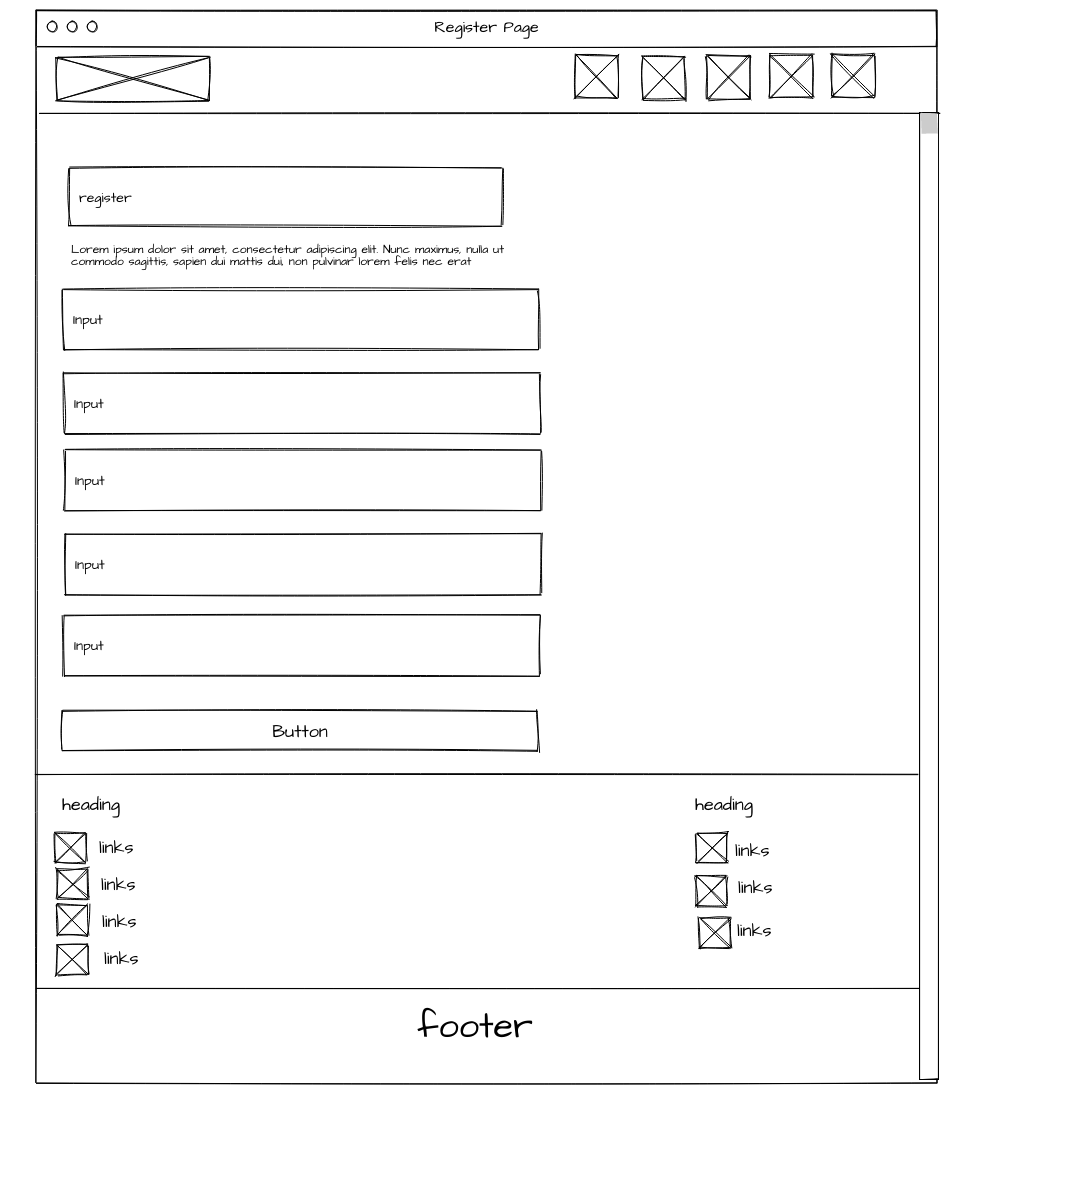 Register Page
register
Lorem ipsum dolor sit amet, consectetur adipiscing elit. Nunc maximus, nulla ut
commodo sagittis, sapien dui mattis dui, non pulvinar lorem felis nec erat
Input
Input
Input
Input
Input
Button
heading
links
links
links
links
heading
links
links
links
footer